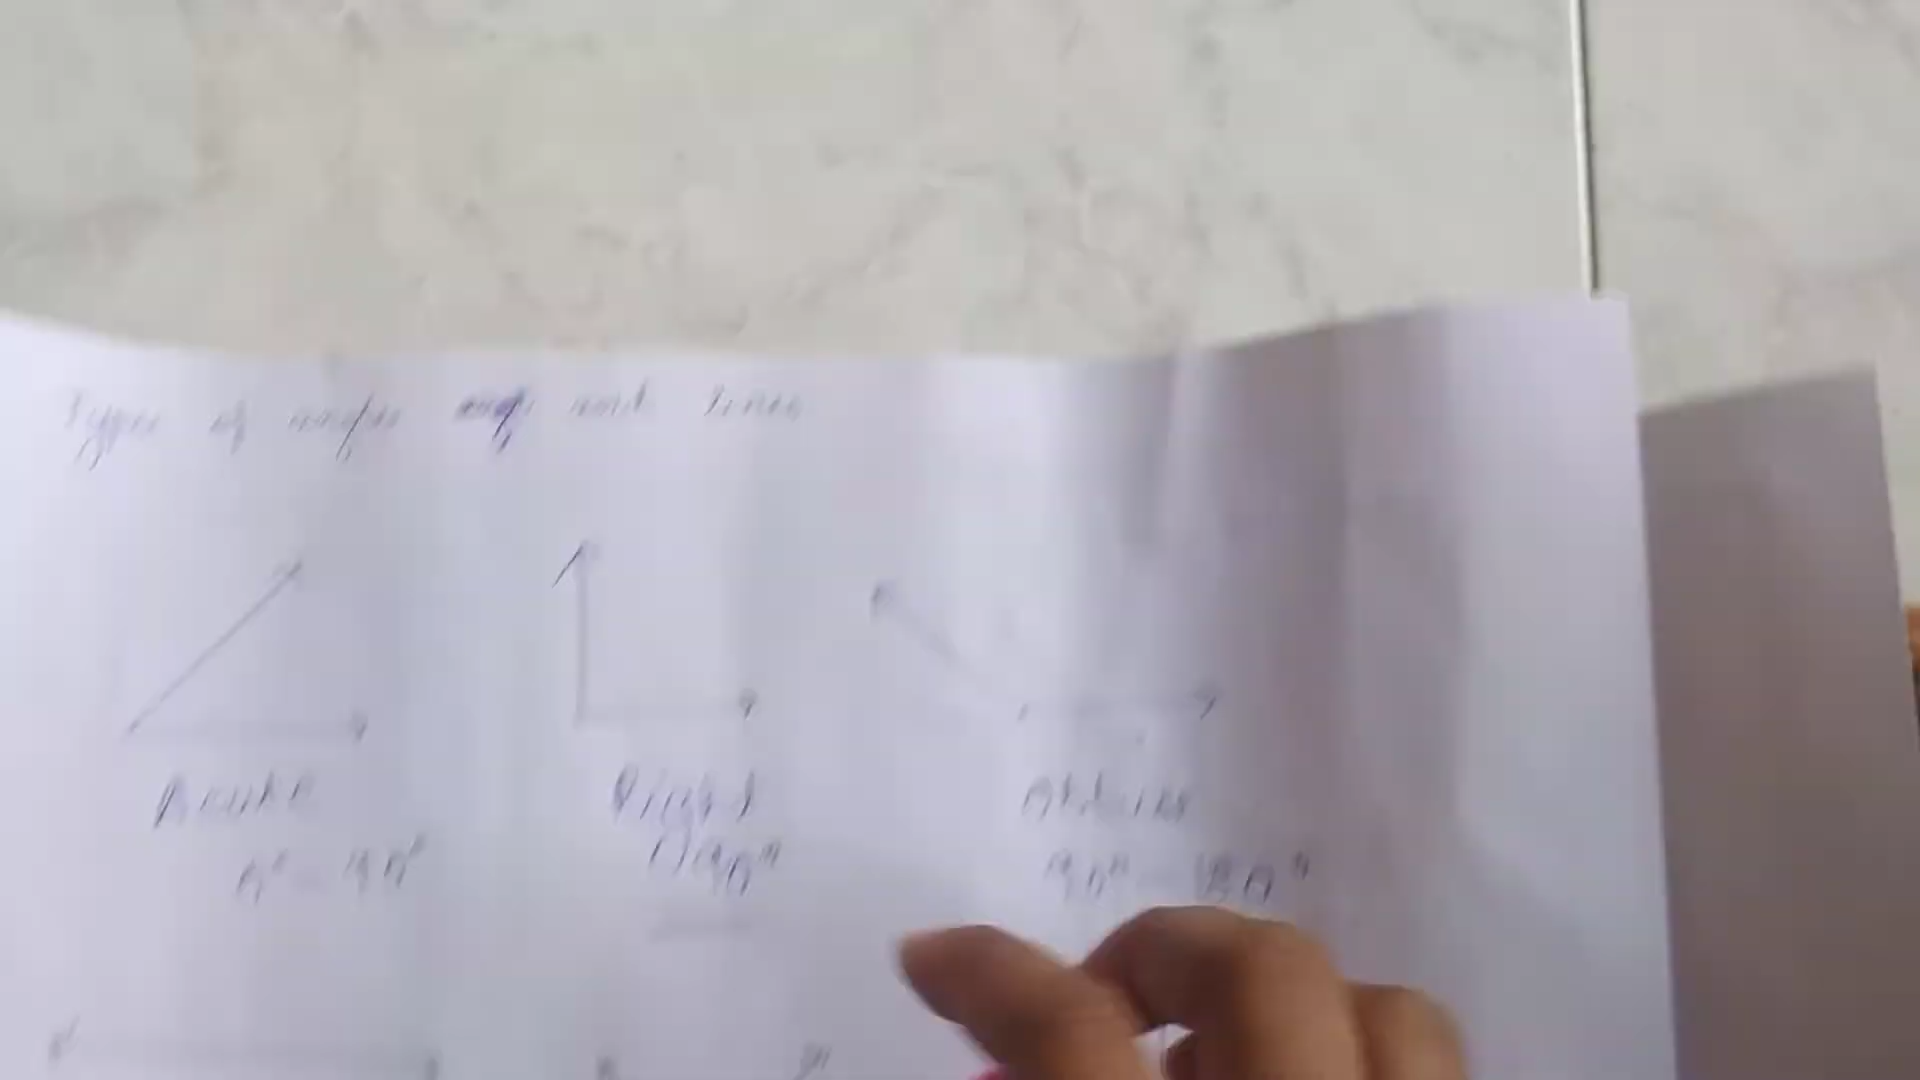 Types of angles and lines
Acute Right Obtuse
0° - 90° 90° 90° - 180°